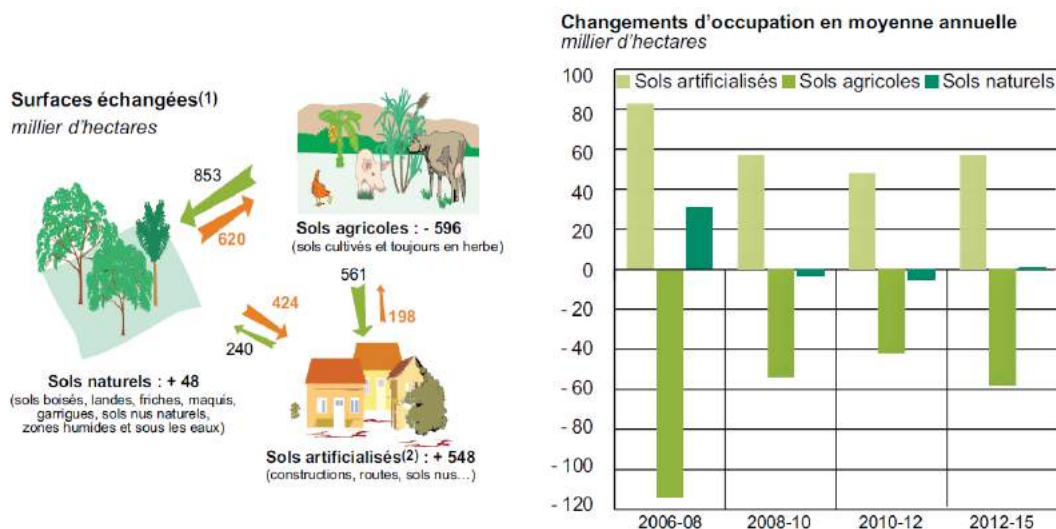 Surfaces échangées(1)
millier d'hectares
853
620
Sols agricoles : - 596
(sols cultivés et toujours en herbe)
561
198
424
240
Sols naturels : + 48
(sols boisés, landes, friches, maquis,
garrigues, sols nus naturels,
zones humides et sous les eaux)
Sols artificialisés(2) : + 548
(constructions, routes, sols nus...)
Changements d'occupation en moyenne annuelle
millier d'hectares
100
Sols artificialisés Sols agricoles Sols naturels
80
60
40
20
0
- 20
- 40
- 60
- 80
- 100
- 120
2006-08 2008-10 2010-12 2012-15